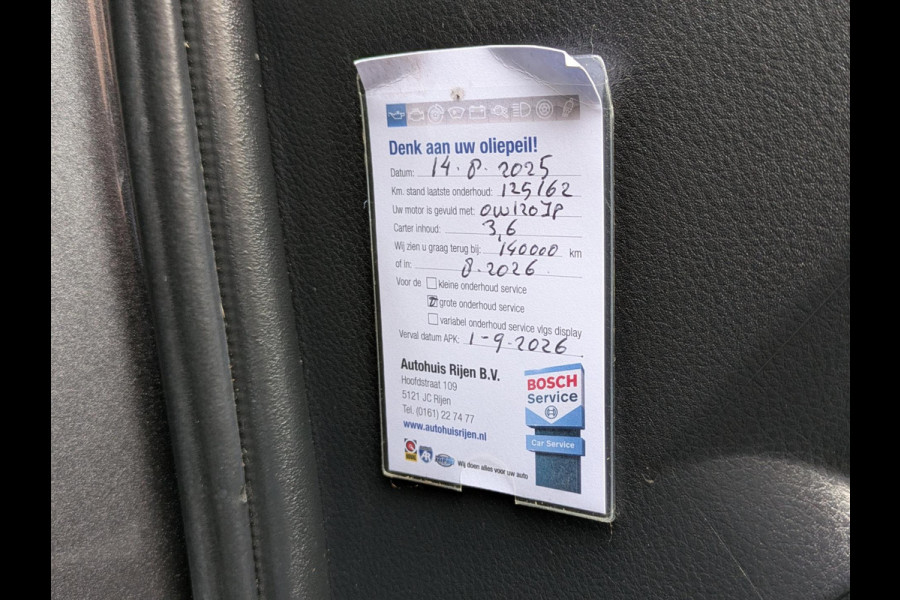 Denk aan uw oliepeil!
Datum: 14.8.2025
Km. stand laatste onderhoud: 125162
Uw motor is gevuld met: 0W120JP
Carter inhoud: 3,6
Wij zien u graag terug bij: 140000 km
of in: 8.2026
Voor de kleine onderhoud service
grote onderhoud service
variabel onderhoud service vlgs display
Verval datum APK: 1-9-2026
Autohuis Rijen B.V.
Hoofdstraat 109
5121 JC Rijen
Tel. (0161) 22 74 77
www.autohuisrijen.nl
Wij doen alles voor uw auto
BOSCH
Service
Car Service